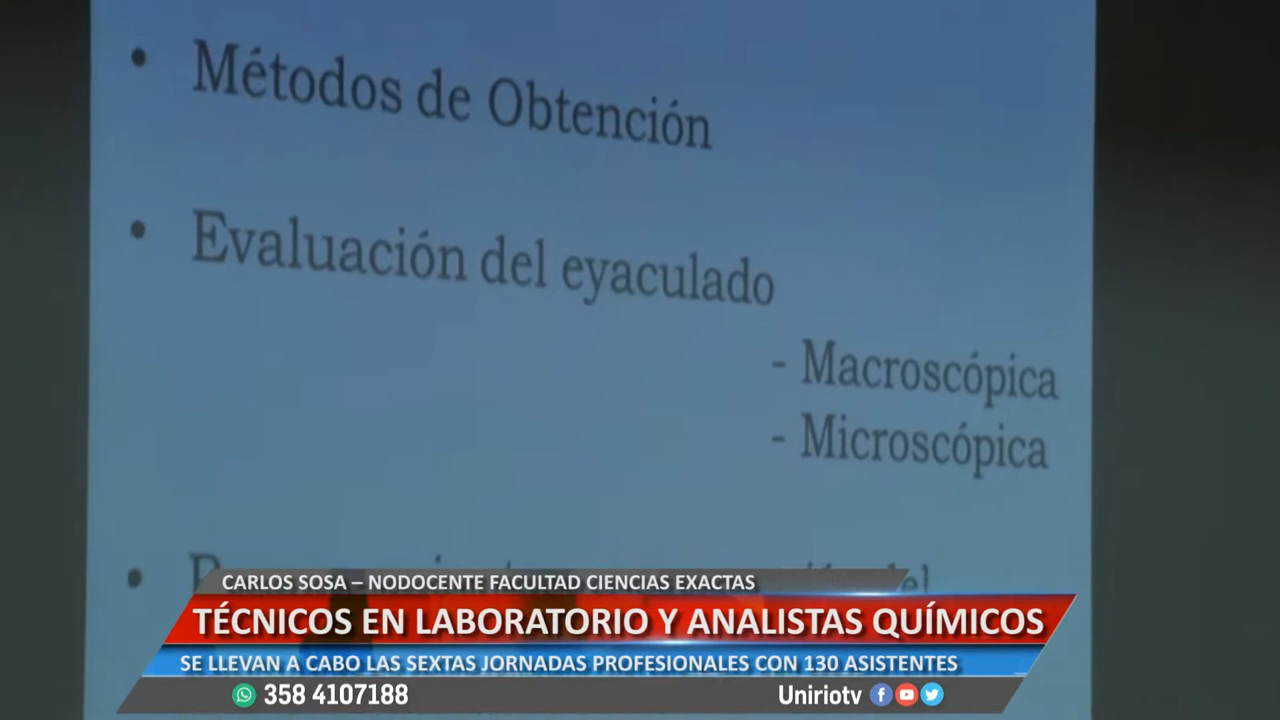 • Métodos de Obtención
• Evaluación del eyaculado
- Macroscópica
- Microscópica
•
CARLOS SOSA – NODOCENTE FACULTAD CIENCIAS EXACTAS
TÉCNICOS EN LABORATORIO Y ANALISTAS QUÍMICOS
SE LLEVAN A CABO LAS SEXTAS JORNADAS PROFESIONALES CON 130 ASISTENTES
358 4107188
Uniriotv